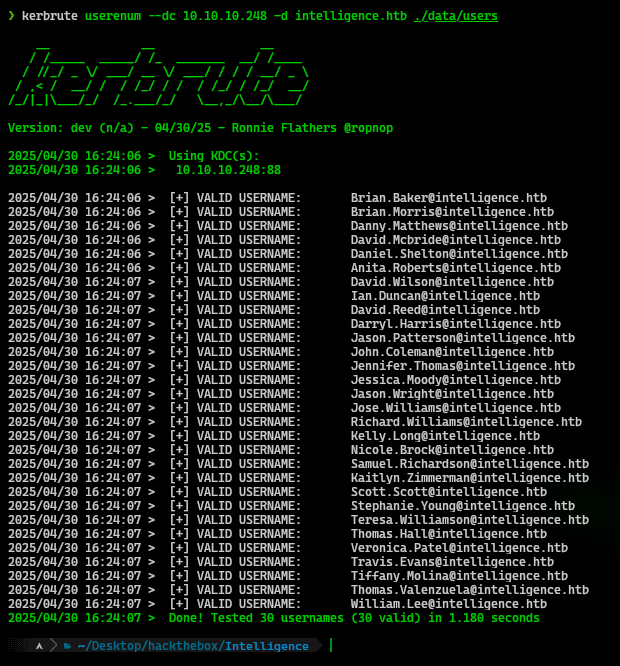 ❯ kerbrute userenum --dc 10.10.10.248 -d intelligence.htb ./data/users
    __             __               __
   / /_____  _____/ /_  _______  __/ /____
  / //_/ _ \/ ___/ __ \/ ___/ / / / __/ _ \
 / ,< /  __/ /  / /_/ / /  / /_/ / /_/  __/
/_/|_|\___/_/  /_.___/_/   \__,_/\__/\___/
Version: dev (n/a) - 04/30/25 - Ronnie Flathers @ropnop
2025/04/30 16:24:06 >  Using KDC(s):
2025/04/30 16:24:06 >   10.10.10.248:88
2025/04/30 16:24:06 >  [+] VALID USERNAME:       Brian.Baker@intelligence.htb
2025/04/30 16:24:06 >  [+] VALID USERNAME:       Brian.Morris@intelligence.htb
2025/04/30 16:24:06 >  [+] VALID USERNAME:       Danny.Matthews@intelligence.htb
2025/04/30 16:24:06 >  [+] VALID USERNAME:       David.Mcbride@intelligence.htb
2025/04/30 16:24:06 >  [+] VALID USERNAME:       Daniel.Shelton@intelligence.htb
2025/04/30 16:24:06 >  [+] VALID USERNAME:       Anita.Roberts@intelligence.htb
2025/04/30 16:24:07 >  [+] VALID USERNAME:       David.Wilson@intelligence.htb
2025/04/30 16:24:07 >  [+] VALID USERNAME:       Ian.Duncan@intelligence.htb
2025/04/30 16:24:07 >  [+] VALID USERNAME:       David.Reed@intelligence.htb
2025/04/30 16:24:07 >  [+] VALID USERNAME:       Darryl.Harris@intelligence.htb
2025/04/30 16:24:07 >  [+] VALID USERNAME:       Jason.Patterson@intelligence.htb
2025/04/30 16:24:07 >  [+] VALID USERNAME:       John.Coleman@intelligence.htb
2025/04/30 16:24:07 >  [+] VALID USERNAME:       Jennifer.Thomas@intelligence.htb
2025/04/30 16:24:07 >  [+] VALID USERNAME:       Jessica.Moody@intelligence.htb
2025/04/30 16:24:07 >  [+] VALID USERNAME:       Jason.Wright@intelligence.htb
2025/04/30 16:24:07 >  [+] VALID USERNAME:       Jose.Williams@intelligence.htb
2025/04/30 16:24:07 >  [+] VALID USERNAME:       Richard.Williams@intelligence.htb
2025/04/30 16:24:07 >  [+] VALID USERNAME:       Kelly.Long@intelligence.htb
2025/04/30 16:24:07 >  [+] VALID USERNAME:       Nicole.Brock@intelligence.htb
2025/04/30 16:24:07 >  [+] VALID USERNAME:       Samuel.Richardson@intelligence.htb
2025/04/30 16:24:07 >  [+] VALID USERNAME:       Kaitlyn.Zimmerman@intelligence.htb
2025/04/30 16:24:07 >  [+] VALID USERNAME:       Scott.Scott@intelligence.htb
2025/04/30 16:24:07 >  [+] VALID USERNAME:       Stephanie.Young@intelligence.htb
2025/04/30 16:24:07 >  [+] VALID USERNAME:       Teresa.Williamson@intelligence.htb
2025/04/30 16:24:07 >  [+] VALID USERNAME:       Thomas.Hall@intelligence.htb
2025/04/30 16:24:07 >  [+] VALID USERNAME:       Veronica.Patel@intelligence.htb
2025/04/30 16:24:07 >  [+] VALID USERNAME:       Travis.Evans@intelligence.htb
2025/04/30 16:24:07 >  [+] VALID USERNAME:       Tiffany.Molina@intelligence.htb
2025/04/30 16:24:07 >  [+] VALID USERNAME:       Thomas.Valenzuela@intelligence.htb
2025/04/30 16:24:07 >  [+] VALID USERNAME:       William.Lee@intelligence.htb
2025/04/30 16:24:07 >  Done! Tested 30 usernames (30 valid) in 1.180 seconds
~/Desktop/hackthebox/Intelligence